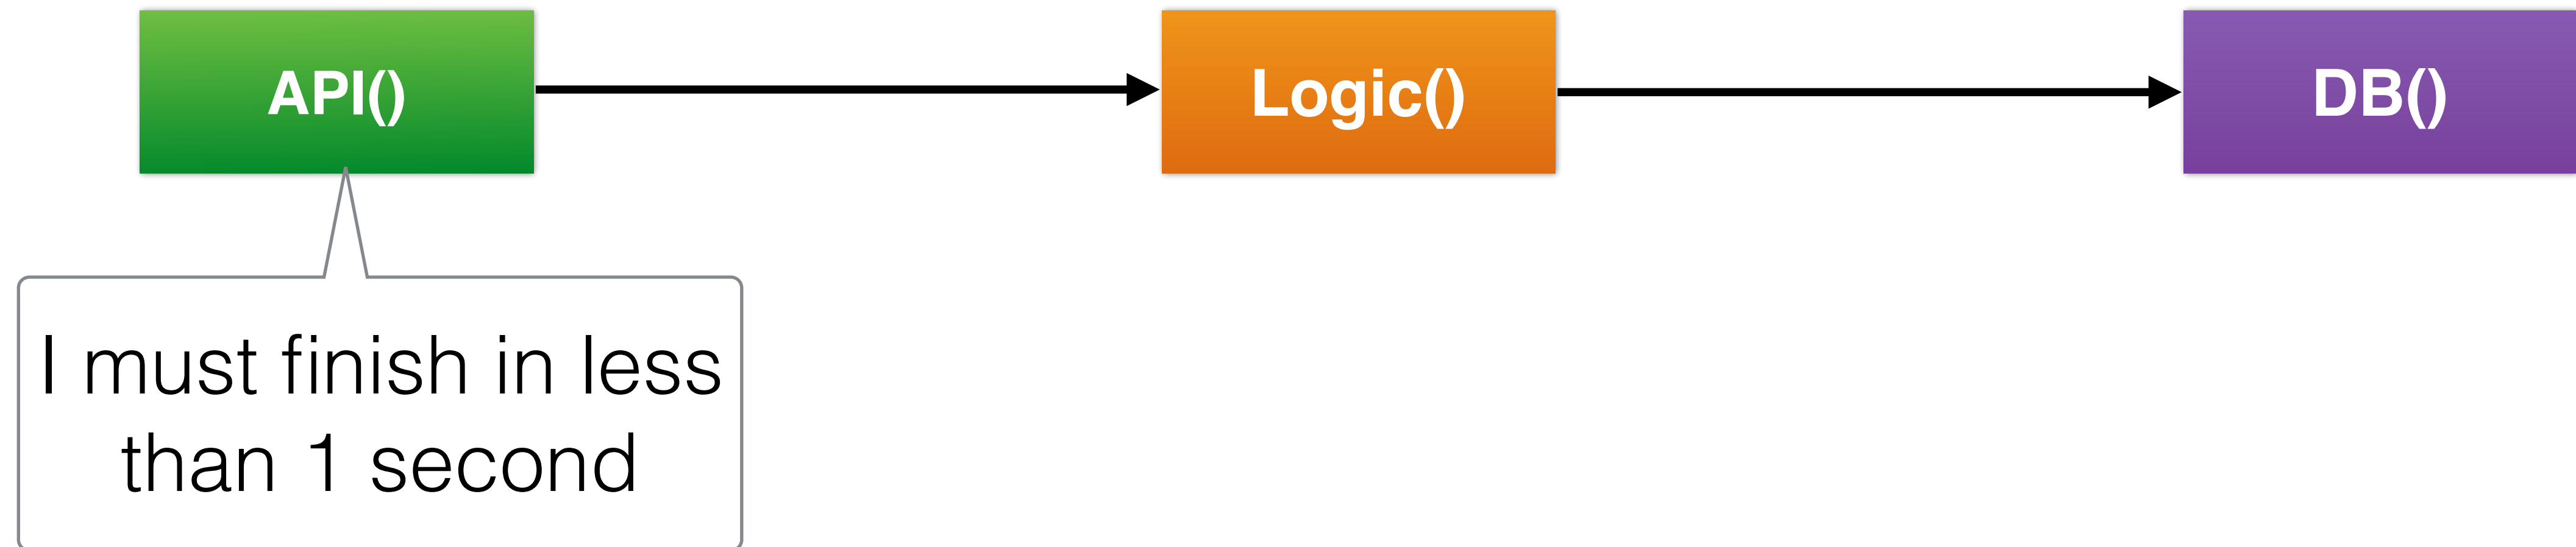 API()
Logic()
DB()
I must finish in less
than 1 second